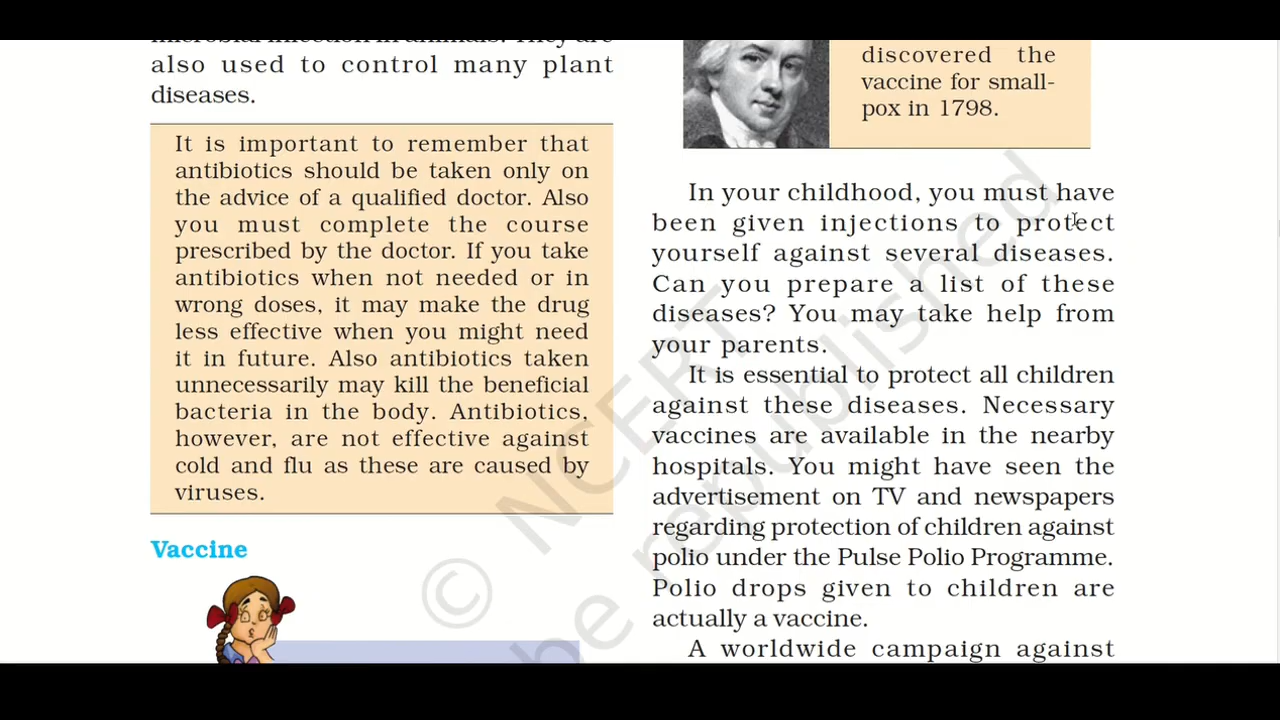 microbial infection in animals. They are
also used to control many plant
diseases.
It is important to remember that
antibiotics should be taken only on
the advice of a qualified doctor. Also
you must complete the course
prescribed by the doctor. If you take
antibiotics when not needed or in
wrong doses, it may make the drug
less effective when you might need
it in future. Also antibiotics taken
unnecessarily may kill the beneficial
bacteria in the body. Antibiotics,
however, are not effective against
cold and flu as these are caused by
viruses.
Vaccine
discovered the
vaccine for small-
pox in 1798.
In your childhood, you must have
been given injections to protect
yourself against several diseases.
Can you prepare a list of these
diseases? You may take help from
your parents.
It is essential to protect all children
against these diseases. Necessary
vaccines are available in the nearby
hospitals. You might have seen the
advertisement on TV and newspapers
regarding protection of children against
polio under the Pulse Polio Programme.
Polio drops given to children are
actually a vaccine.
A worldwide campaign against
© NCERT
be republished